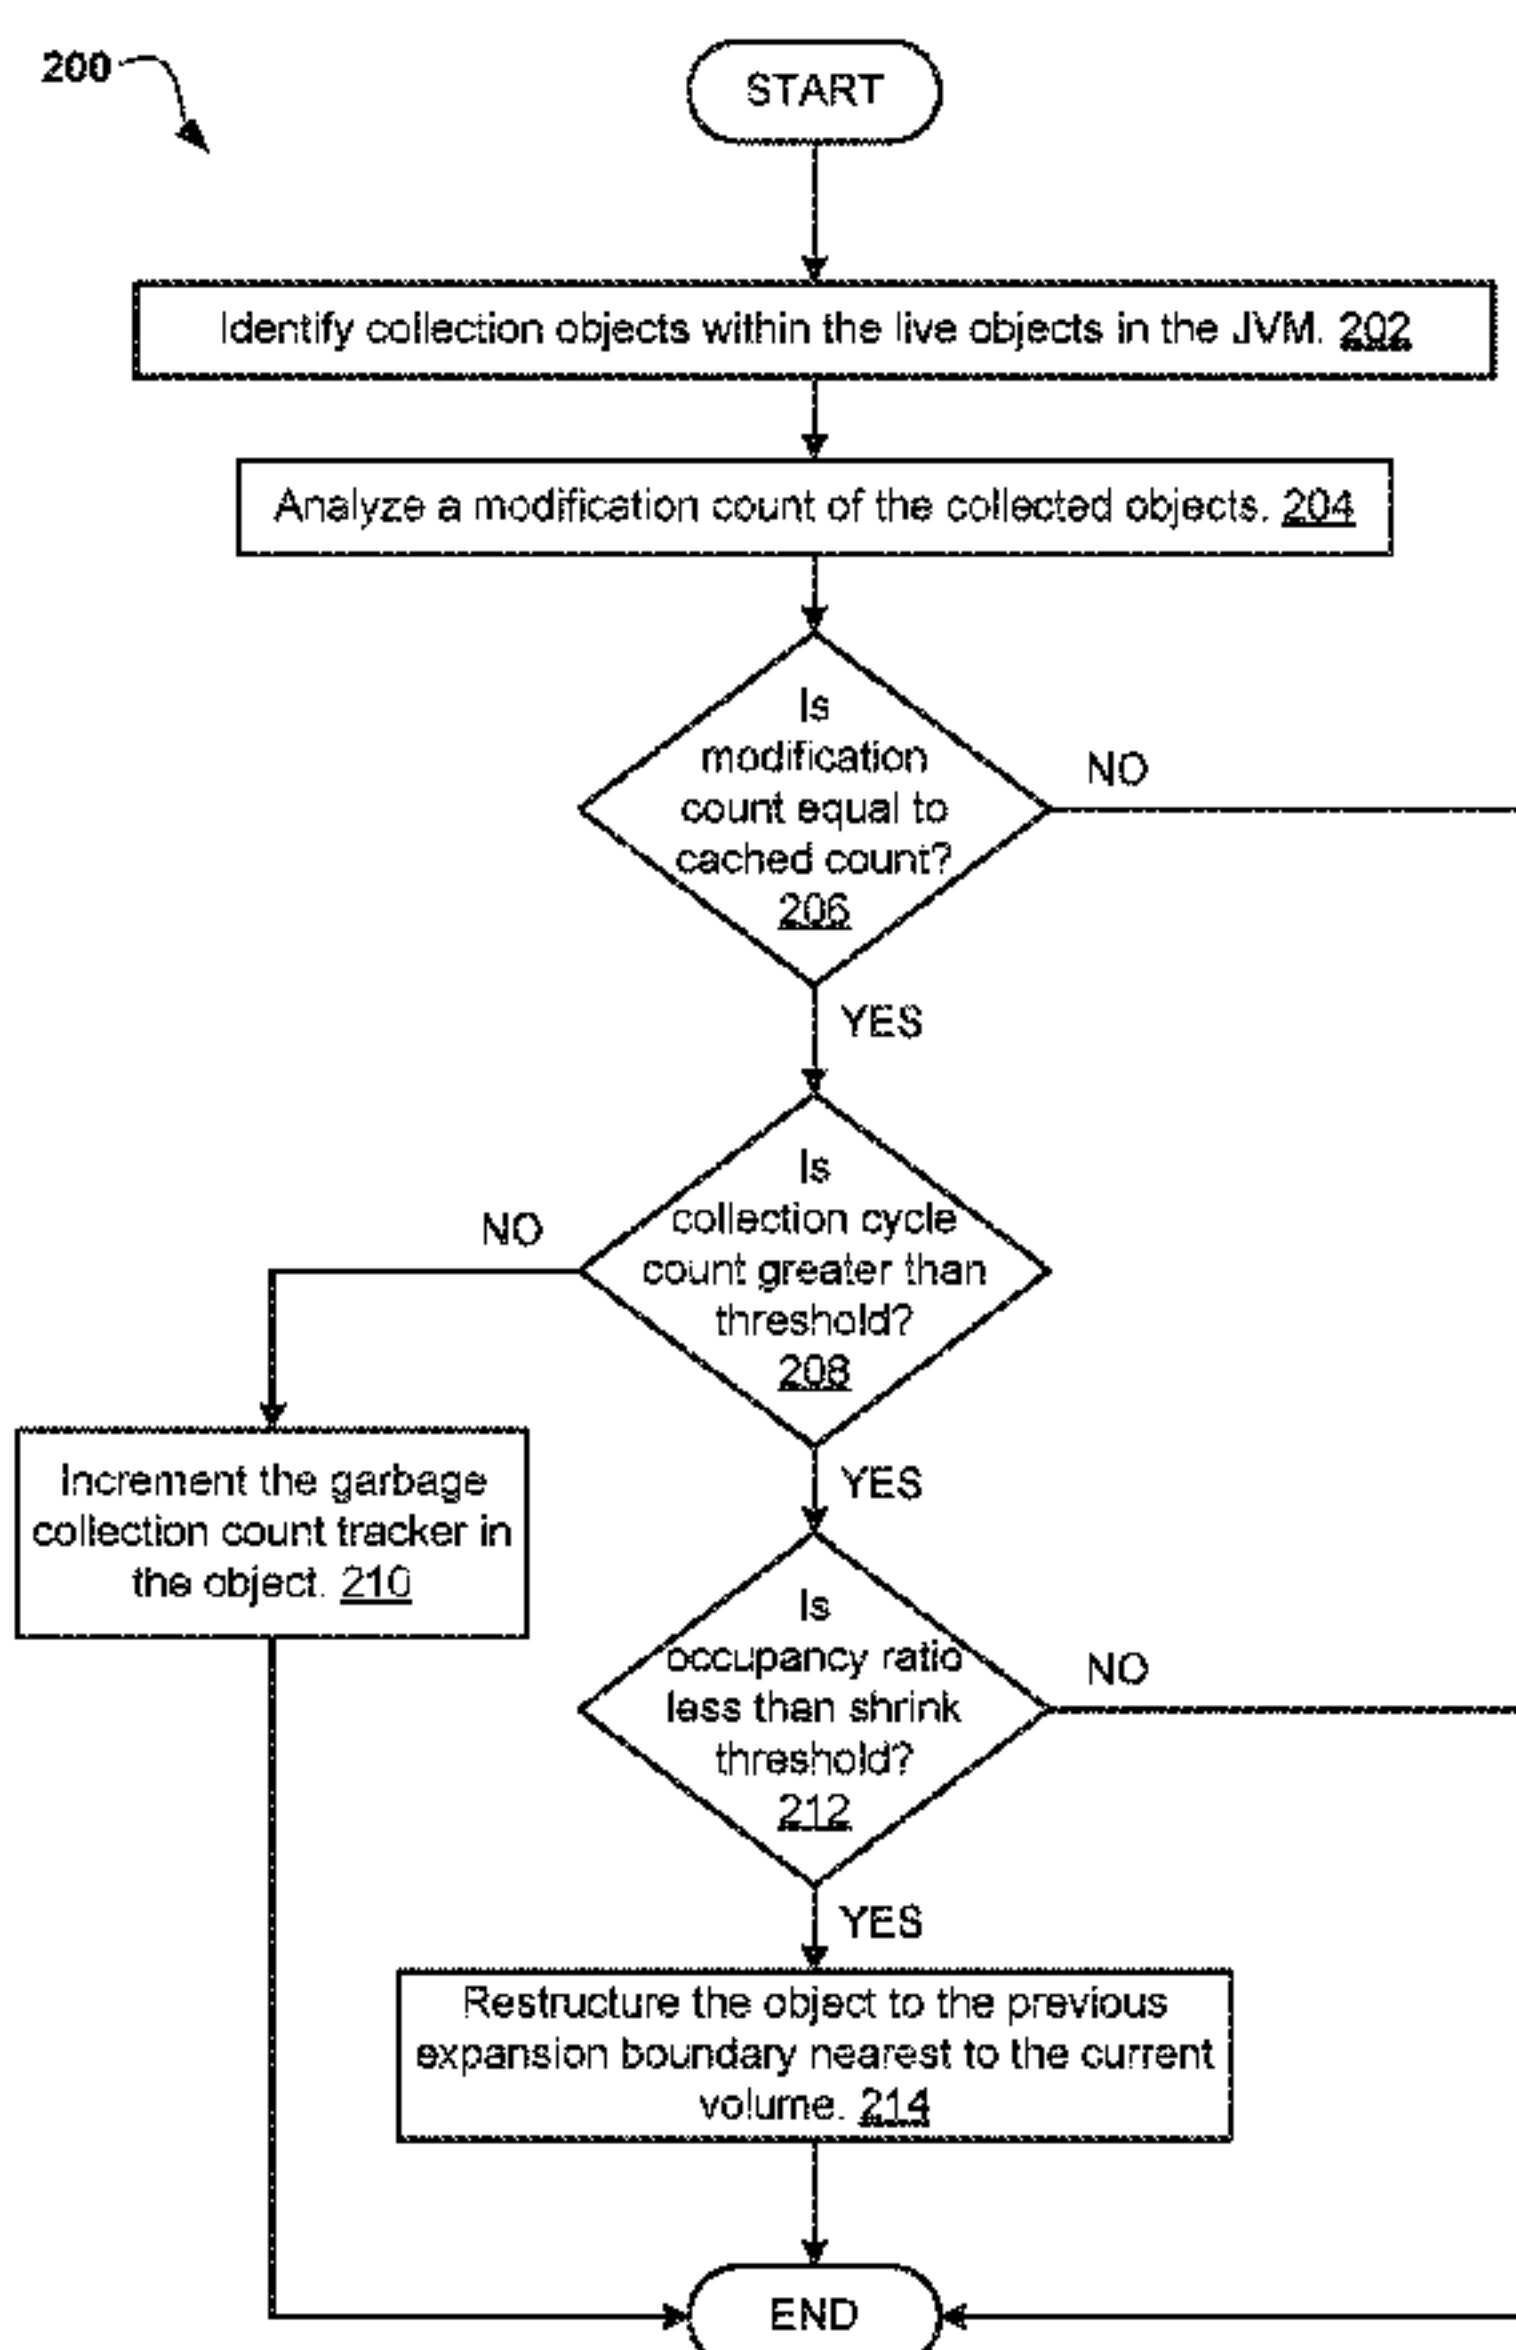 200
START
Identify collection objects within the live objects in the JVM. 202
Analyze a modification count of the collected objects. 204
Is
modification
count equal to
cached count?
206
NO
YES
Is
collection cycle
count greater than
threshold?
208
NO
YES
Increment the garbage
collection count tracker in
the object. 210
Is
occupancy ratio
less than shrink
threshold?
212
NO
YES
Restructure the object to the previous
expansion boundary nearest to the current
volume. 214
END